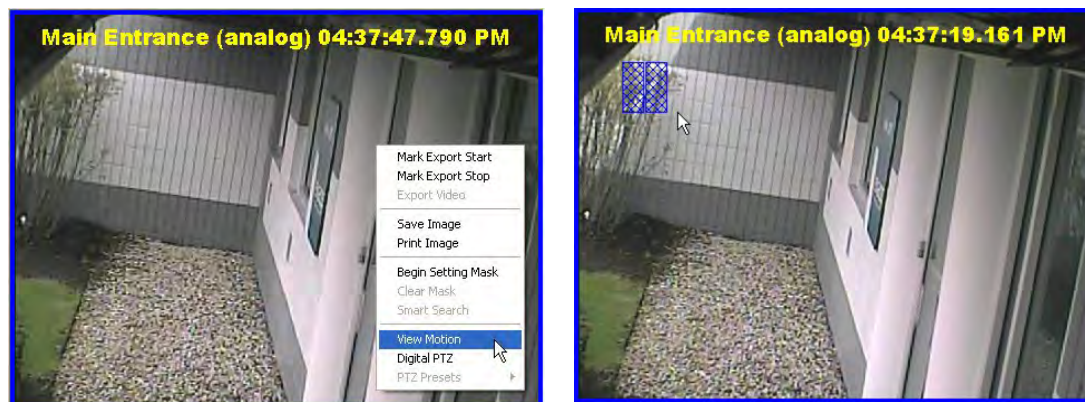 Main Entrance (analog) 04:37:47.790 PM
Mark Export Start
Mark Export Stop
Export Video
Save Image
Print Image
Begin Setting Mask
Clear Mask
Smart Search
View Motion
Digital PTZ
PTZ Presets
Main Entrance (analog) 04:37:19.161 PM